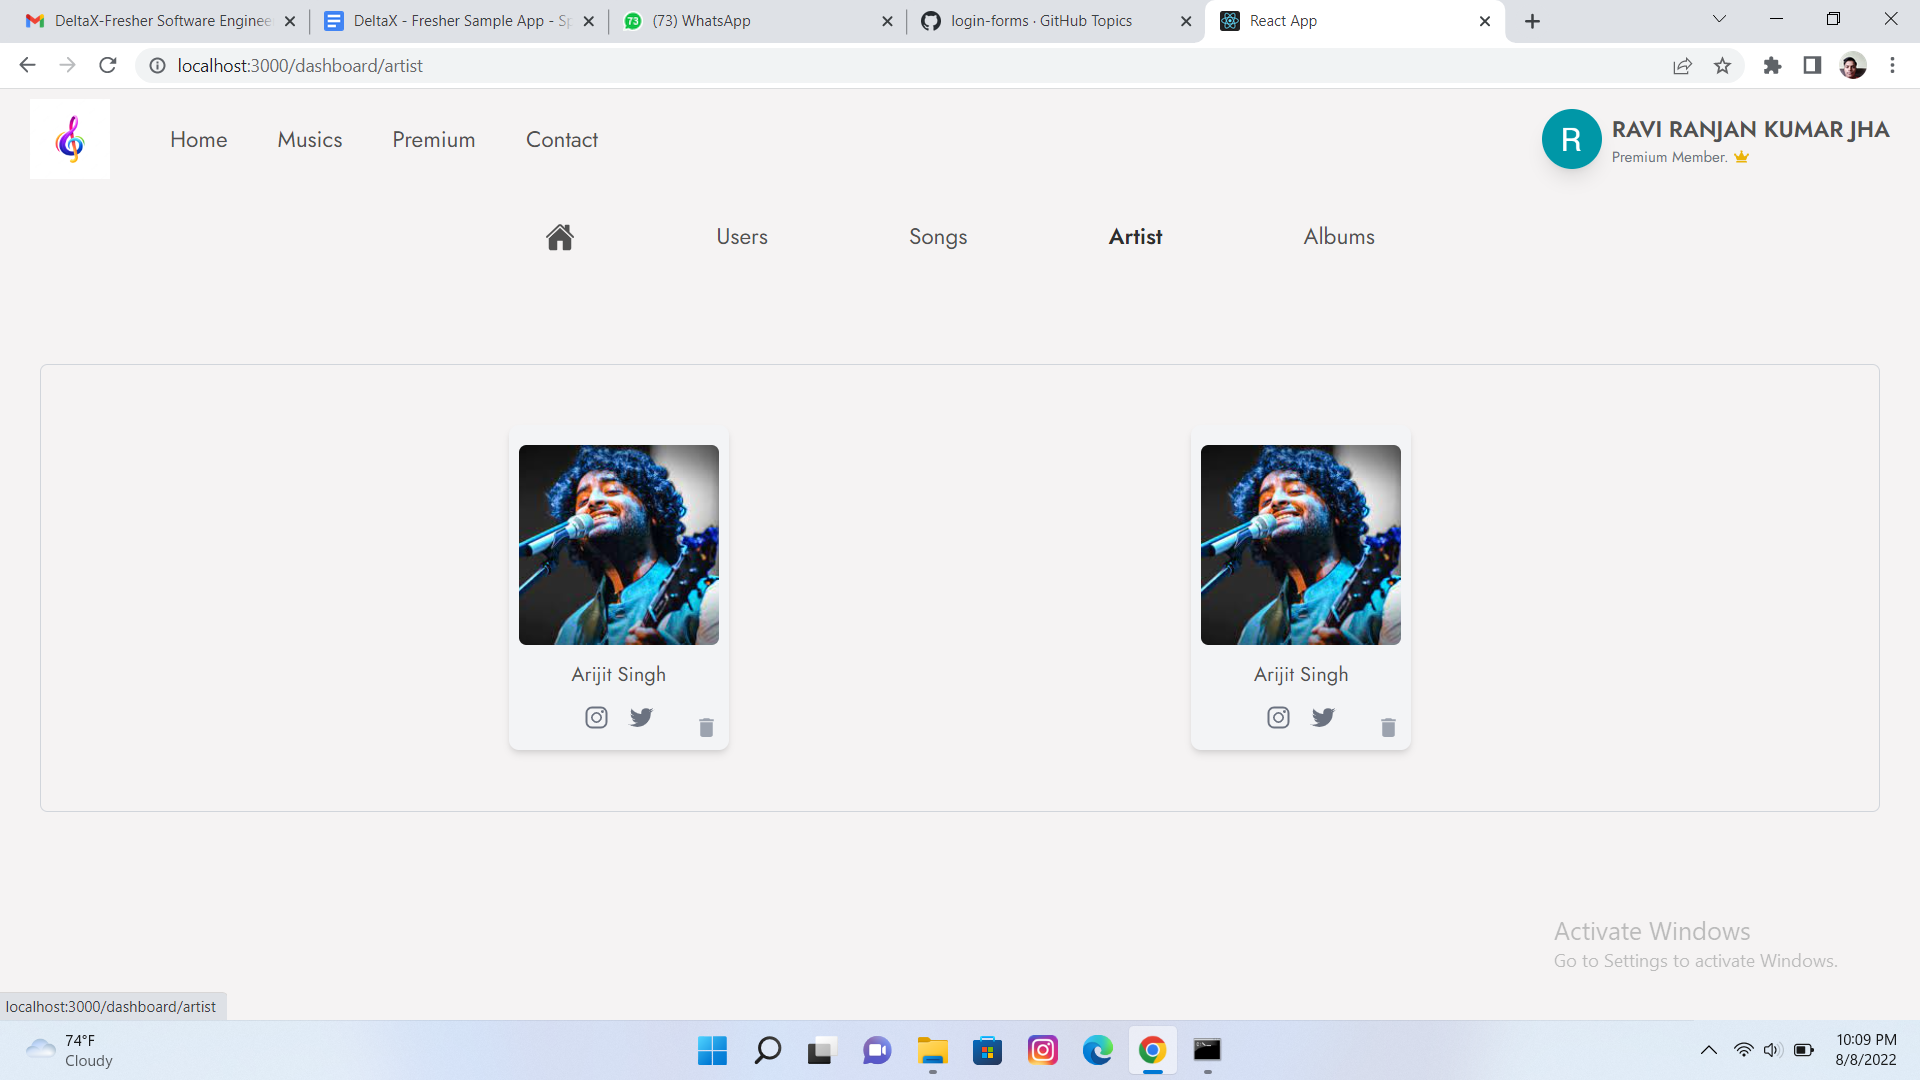 DeltaX-Fresher Software Enginee
DeltaX - Fresher Sample App - Sp
73
(73) WhatsApp
login-forms · GitHub Topics
React App
localhost:3000/dashboard/artist
Home
Musics
Premium
Contact
R
RAVI RANJAN KUMAR JHA
Premium Member.
Users
Songs
Artist
Albums
Arijit Singh
Arijit Singh
Activate Windows
Go to Settings to activate Windows.
localhost:3000/dashboard/artist
74°F
Cloudy
10:09 PM
8/8/2022